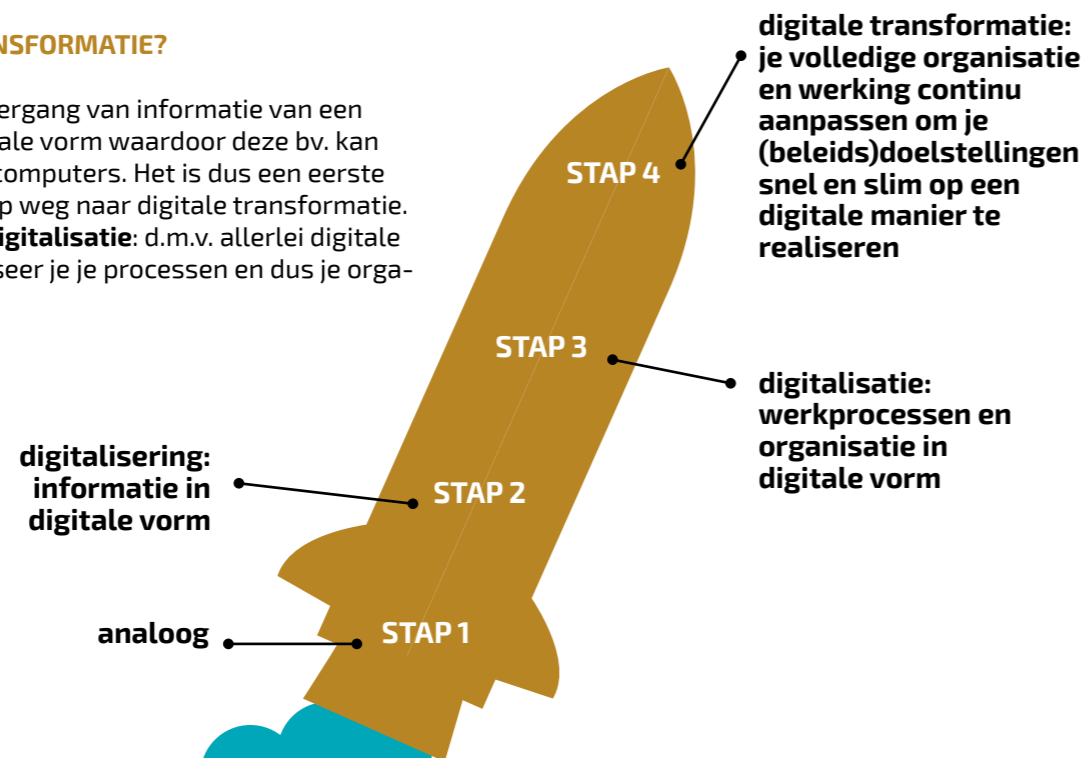 NSFORMATIE?
ergang van informatie van een
ale vorm waardoor deze bv. kan
computers. Het is dus een eerste
p weg naar digitale transformatie.
igitalisatie: d.m.v. allerlei digitale
seer je je processen en dus je orga-
digitale transformatie:
je volledige organisatie
en werking continu
aanpassen om je
(beleids)doelstellingen
snel en slim op een
digitale manier te
realiseren
STAP 4
STAP 3
digitalisatie:
werkprocessen en
organisatie in
digitale vorm
digitalisering:
informatie in
digitale vorm
STAP 2
analoog
STAP 1